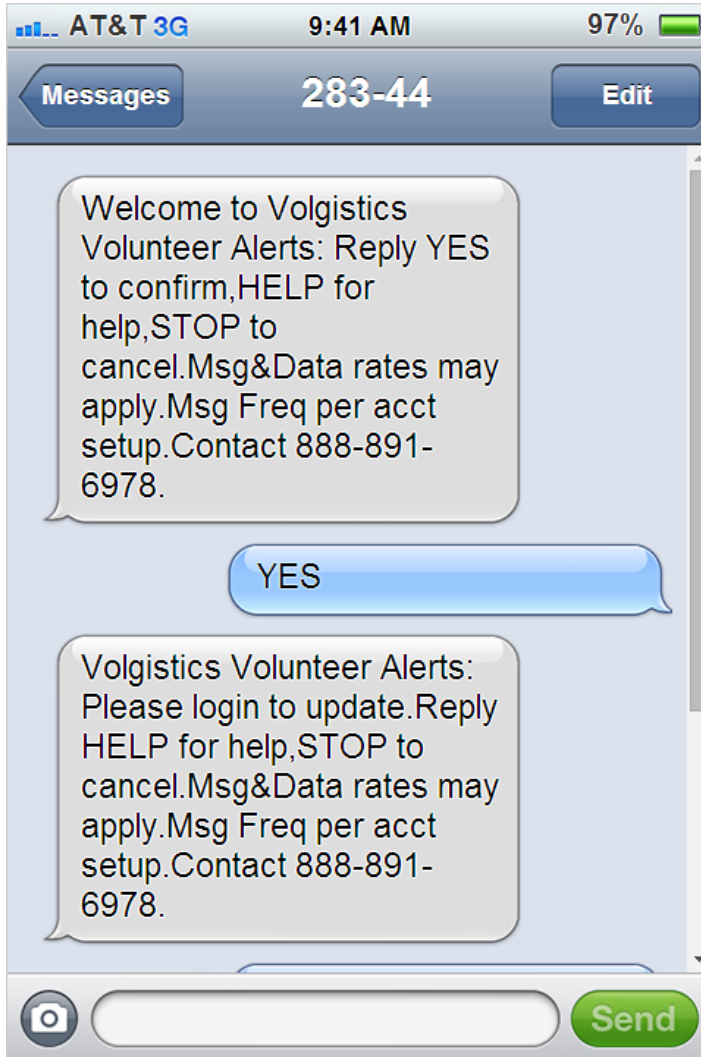 AT&T 3G 9:41 AM 97%
Messages 283-44 Edit
Welcome to Volgistics
Volunteer Alerts: Reply YES
to confirm,HELP for
help,STOP to
cancel.Msg&Data rates may
apply.Msg Freq per acct
setup.Contact 888-891-
6978.
YES
Volgistics Volunteer Alerts:
Please login to update.Reply
HELP for help,STOP to
cancel.Msg&Data rates may
apply.Msg Freq per acct
setup.Contact 888-891-
6978.
Send